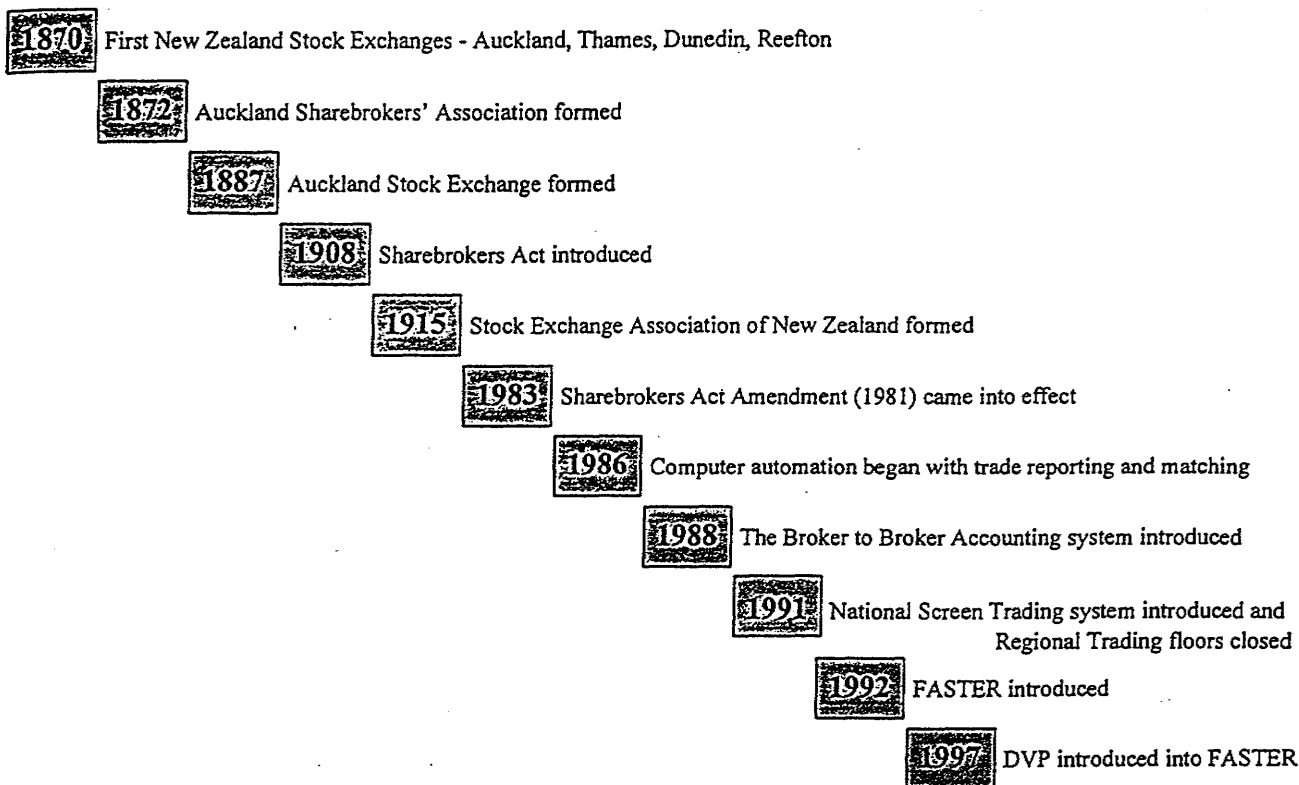 1870 First New Zealand Stock Exchanges - Auckland, Thames, Dunedin, Reefton
1872 Auckland Sharebrokers' Association formed
1887 Auckland Stock Exchange formed
1908 Sharebrokers Act introduced
1915 Stock Exchange Association of New Zealand formed
1983 Sharebrokers Act Amendment (1981) came into effect
1986 Computer automation began with trade reporting and matching
1988 The Broker to Broker Accounting system introduced
1991 National Screen Trading system introduced and
Regional Trading floors closed
1992 FASTER introduced
1997 DVP introduced into FASTER